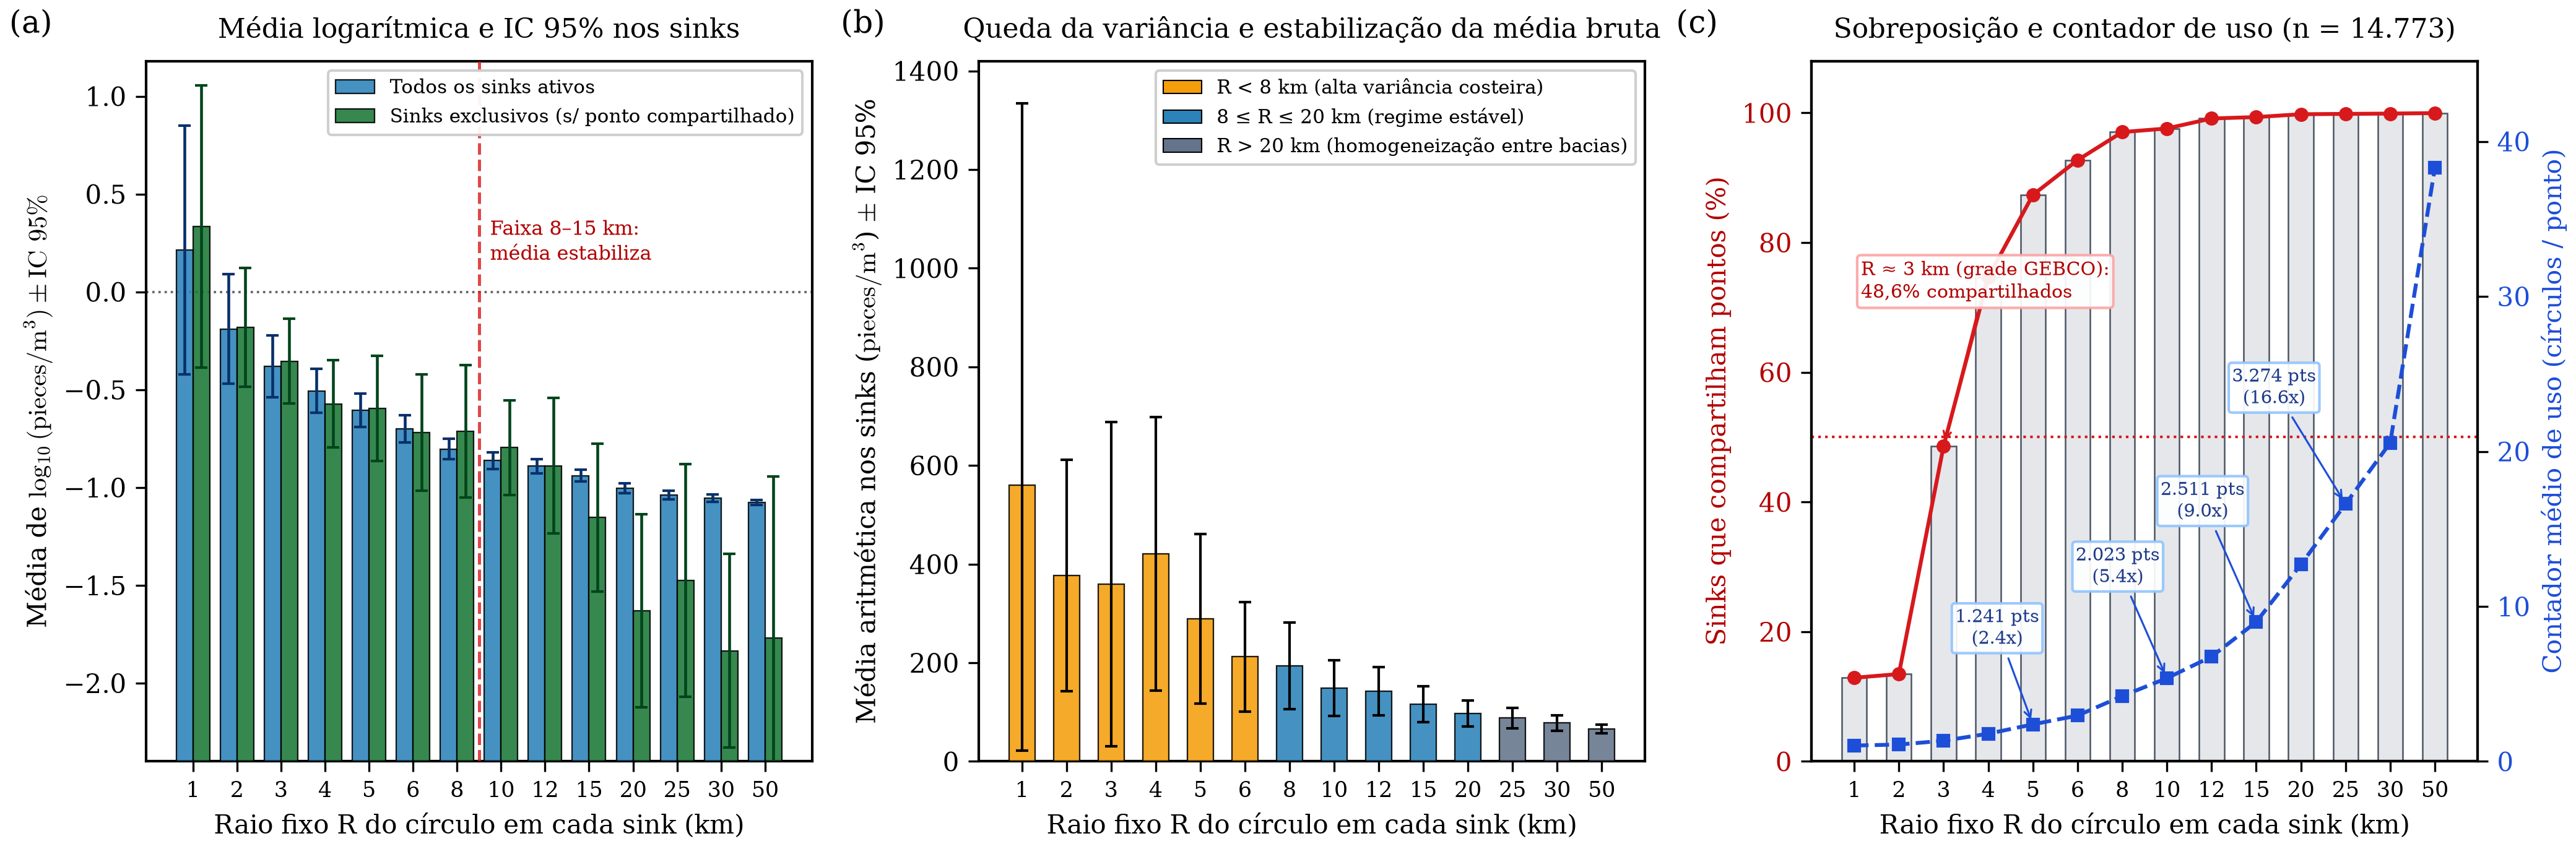 (a)
Média logarítmica e IC 95% nos sinks
Média de log10 (pieces/m³) ± IC 95%
1.0
0.5
0.0
−0.5
−1.0
−1.5
−2.0
Todos os sinks ativos
Sinks exclusivos (s/ ponto compartilhado)
Faixa 8–15 km:
média estabiliza
1 2 3 4 5 6 8 10 12 15 20 25 30 50
Raio fixo R do círculo em cada sink (km)
(b)
Queda da variância e estabilização da média bruta
Média aritmética nos sinks (pieces/m³) ± IC 95%
1400
1200
1000
800
600
400
200
0
R < 8 km (alta variância costeira)
8 ≤ R ≤ 20 km (regime estável)
R > 20 km (homogeneização entre bacias)
1 2 3 4 5 6 8 10 12 15 20 25 30 50
Raio fixo R do círculo em cada sink (km)
(c)
Sobreposição e contador de uso (n = 14.773)
Sinks que compartilham pontos (%)
100
80
60
40
20
0
R ≈ 3 km (grade GEBCO):
48,6% compartilhados
3.274 pts
(16.6x)
2.511 pts
(9.0x)
2.023 pts
(5.4x)
1.241 pts
(2.4x)
40
30
20
10
0
Contador médio de uso (círculos / ponto)
1 2 3 4 5 6 8 10 12 15 20 25 30 50
Raio fixo R do círculo em cada sink (km)